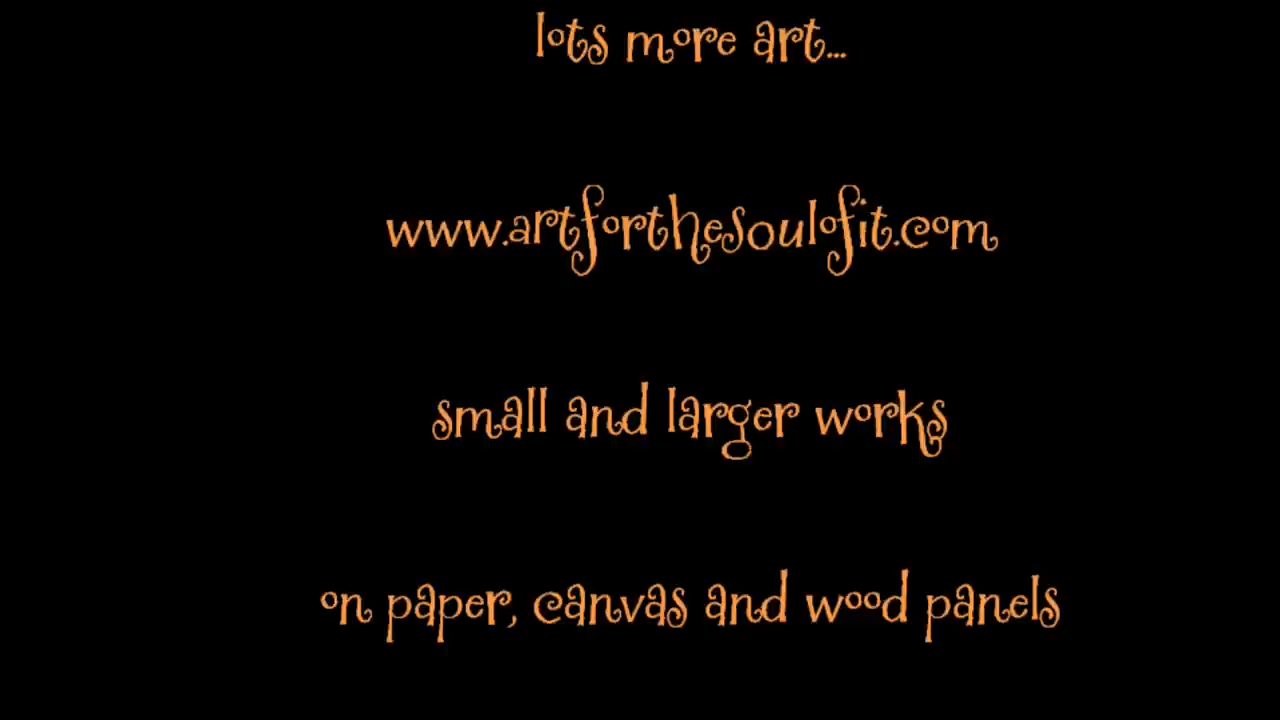 lots more art...
www.artforthesoulofit.com
small and larger works
on paper, canvas and wood panels